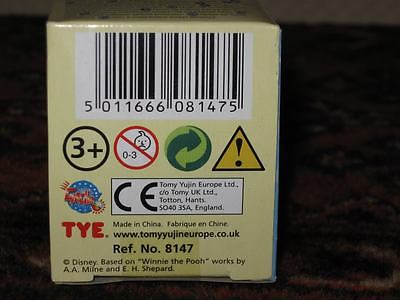 5 011666 081475
3+
0-3
CE
Tomy Yujin Europe Ltd.,
c/o Tomy UK Ltd.,
Totton, Hants.
SO40 3SA, England.
TYE.
Made in China. Fabrique en Chine.
www.tomyyujineurope.co.uk
Ref. No. 8147
© Disney. Based on "Winnie the Pooh" works by
A.A. Milne and E. H. Shepard.